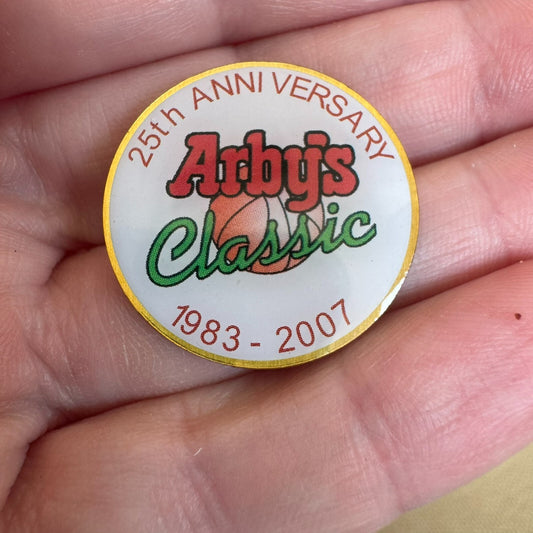 25th ANNIVERSARY
Arby's
Classic
1983 - 2007